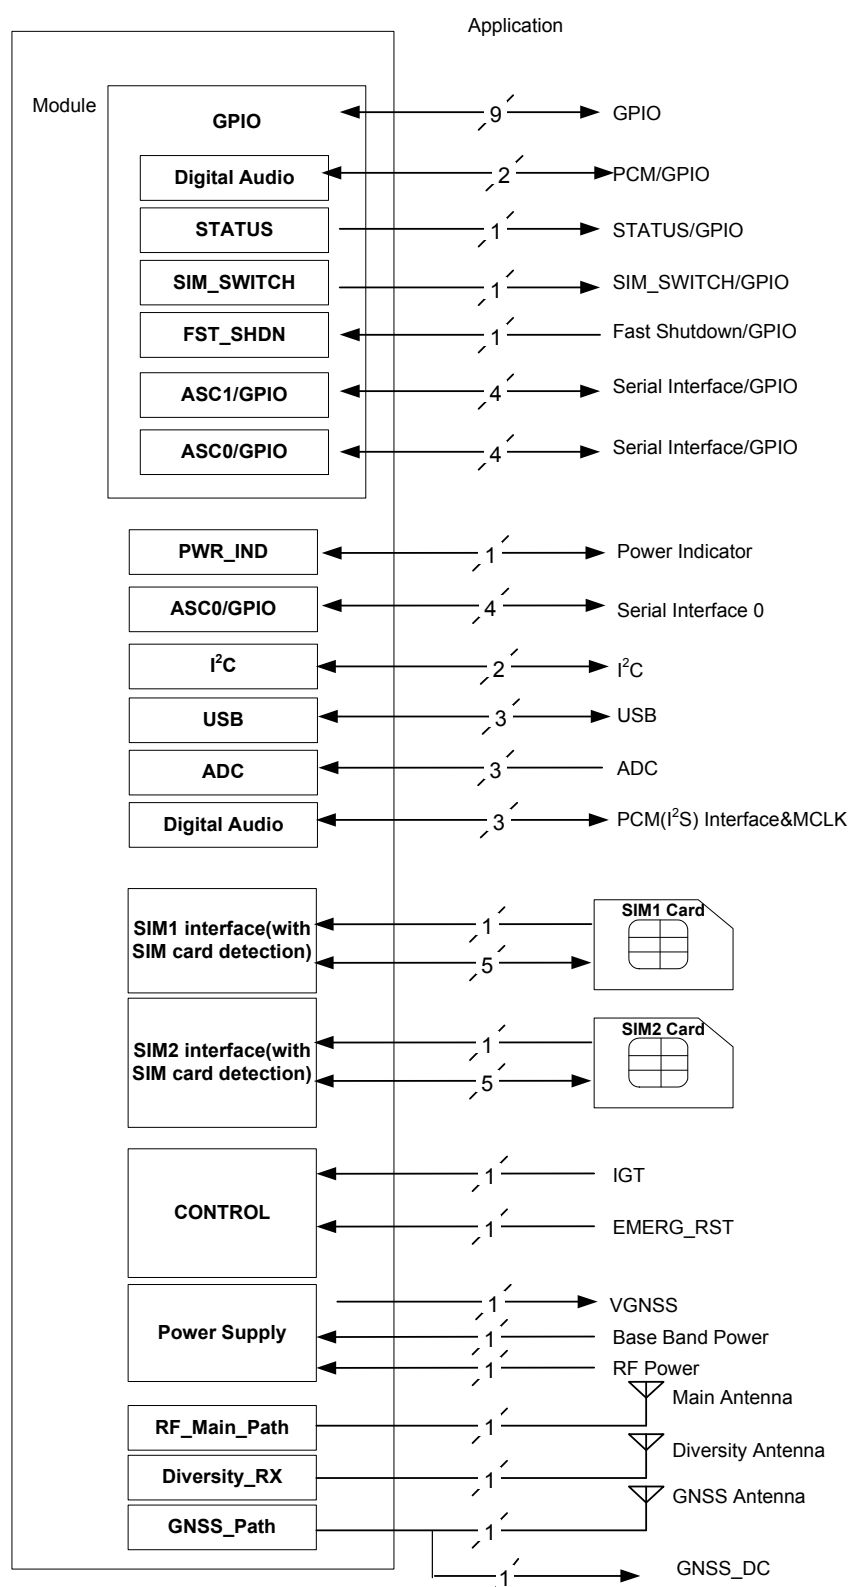 Application
Module
GPIO
9
GPIO
Digital Audio
2
PCM/GPIO
STATUS
1
STATUS/GPIO
SIM_SWITCH
1
SIM_SWITCH/GPIO
FST_SHDN
1
Fast Shutdown/GPIO
ASC1/GPIO
4
Serial Interface/GPIO
ASC0/GPIO
4
Serial Interface/GPIO
PWR_IND
1
Power Indicator
ASC0/GPIO
4
Serial Interface 0
I²C
2
I²C
USB
3
USB
ADC
3
ADC
Digital Audio
3
PCM(I²S) Interface&MCLK
SIM1 interface(with
SIM card detection)
1
5
SIM1 Card
SIM2 interface(with
SIM card detection)
1
5
SIM2 Card
CONTROL
1
IGT
1
EMERG_RST
Power Supply
1
VGNSS
1
Base Band Power
1
RF Power
RF_Main_Path
1
Main Antenna
Diversity_RX
1
Diversity Antenna
GNSS_Path
1
GNSS Antenna
1
GNSS_DC